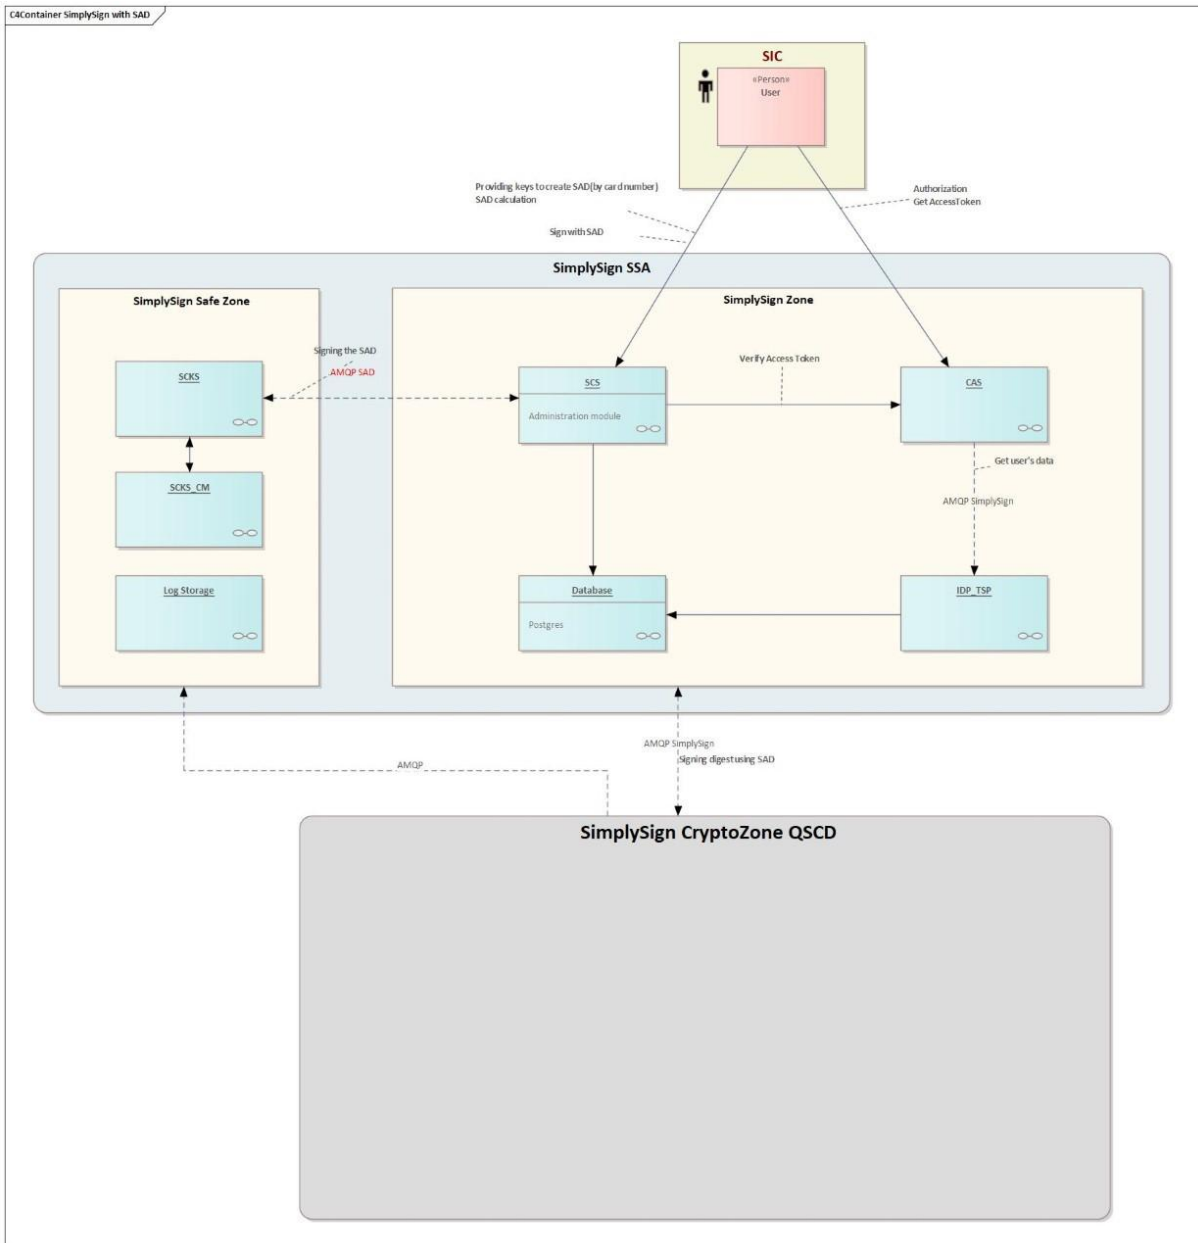 C4Container SimplySign with SAD
SIC
«Person»
User
Providing keys to create SAD(by card number)
SAD calculation
Sign with SAD
Authorization
Get AccessToken
SimplySign SSA
SimplySign Safe Zone
SimplySign Zone
Signing the SAD
AMQP SAD
Verify Access Token
SCKS
SCS
Administration module
CAS
SCKS_CM
Get user's data
AMQP SimplySign
Log Storage
Database
Postgres
IDP_TSP
AMQP SimplySign
Signing digest using SAD
AMQP
SimplySign CryptoZone QSCD